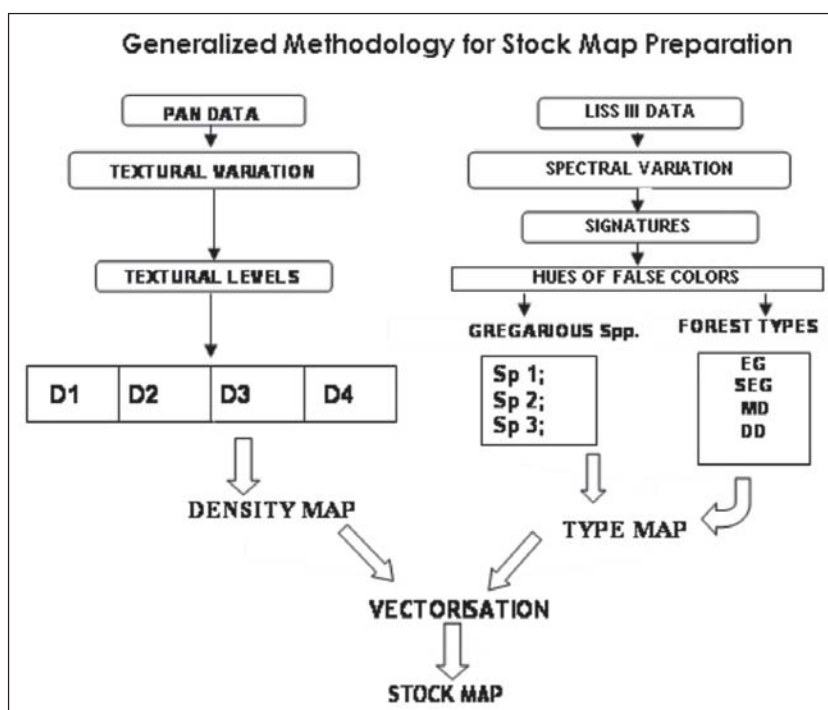 Generalized Methodology for Stock Map Preparation
PAN DATA
TEXTURAL VARIATION
TEXTURAL LEVELS
D1 D2 D3 D4
DENSITY MAP
LISS III DATA
SPECTRAL VARIATION
SIGNATURES
HUES OF FALSE COLORS
GREGARIOUS Spp.
Sp 1;
Sp 2;
Sp 3;
FOREST TYPES
EG
SEG
MD
DD
TYPE MAP
VECTORISATION
STOCK MAP